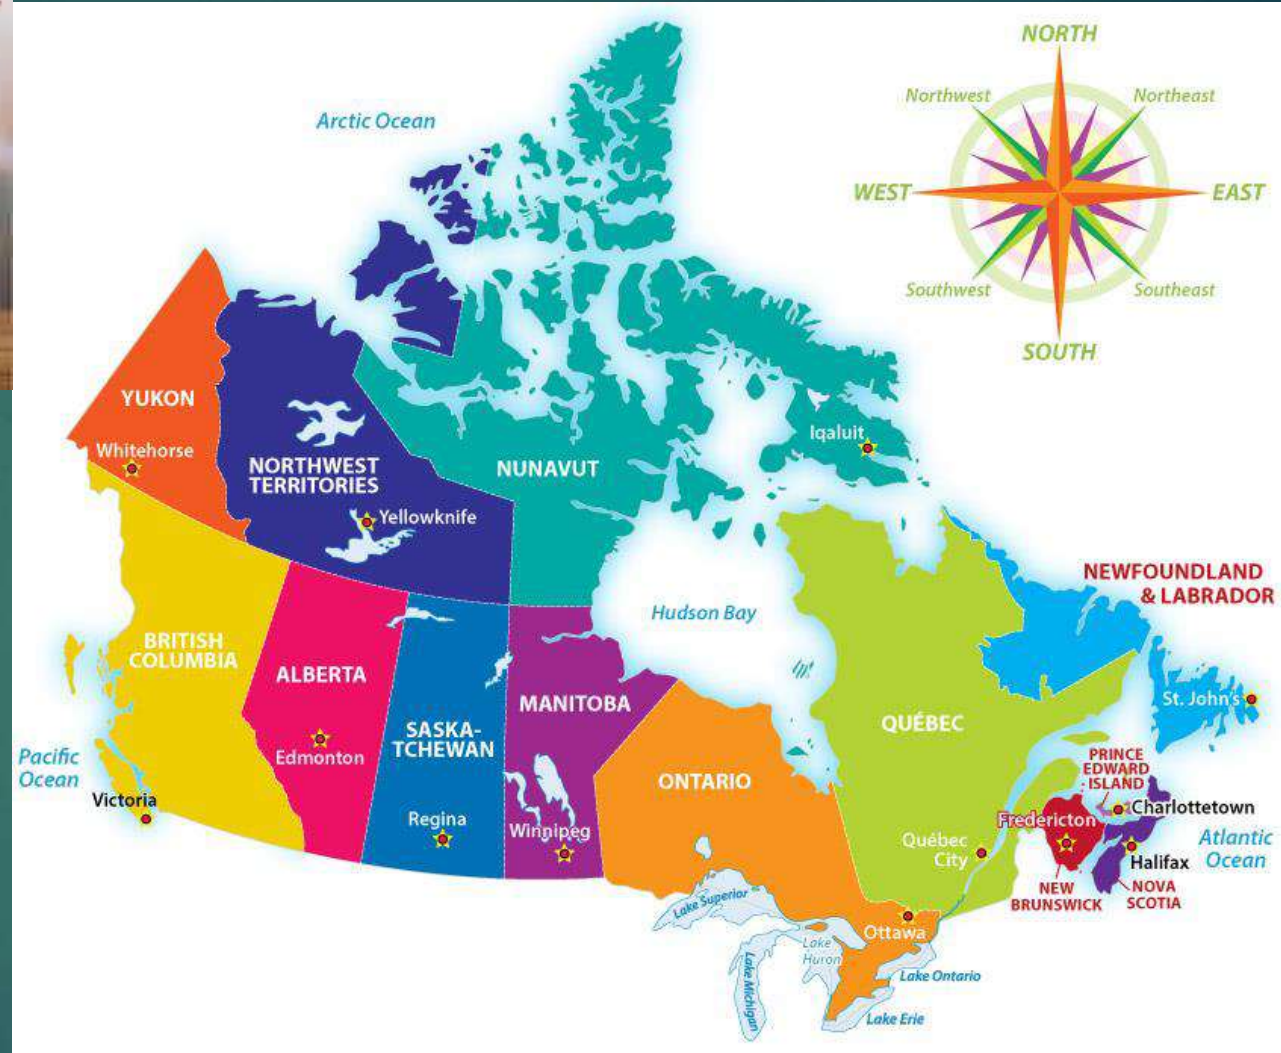 NORTH
Northwest
Northeast
Arctic Ocean
WEST
EAST
Southwest
Southeast
SOUTH
YUKON
Whitehorse
Iqaluit
NORTHWEST
TERRITORIES
NUNAVUT
Yellowknife
NEWFOUNDLAND
& LABRADOR
Hudson Bay
BRITISH
COLUMBIA
ALBERTA
MANITOBA
St. John's
SASKA-
TCHEWAN
QUÉBEC
Edmonton
Pacific
Ocean
ONTARIO
PRINCE
EDWARD
ISLAND
Victoria
Charlottetown
Regina
Winnipeg
Fredericton
Québec
City
Atlantic
Ocean
Halifax
NEW
BRUNSWICK
NOVA
SCOTIA
Lake Superior
Ottawa
Lake
Huron
Lake Michigan
Lake Ontario
Lake Erie